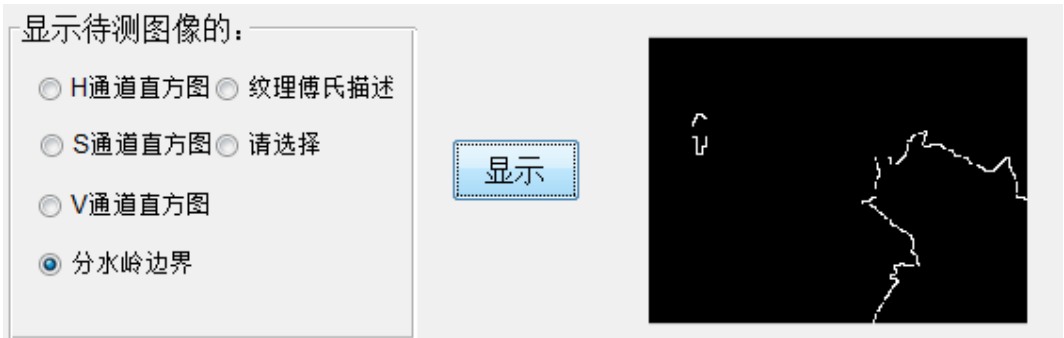 显示待测图像的:
H通道直方图 纹理傅氏描述
S通道直方图 请选择
V通道直方图
分水岭边界
显示